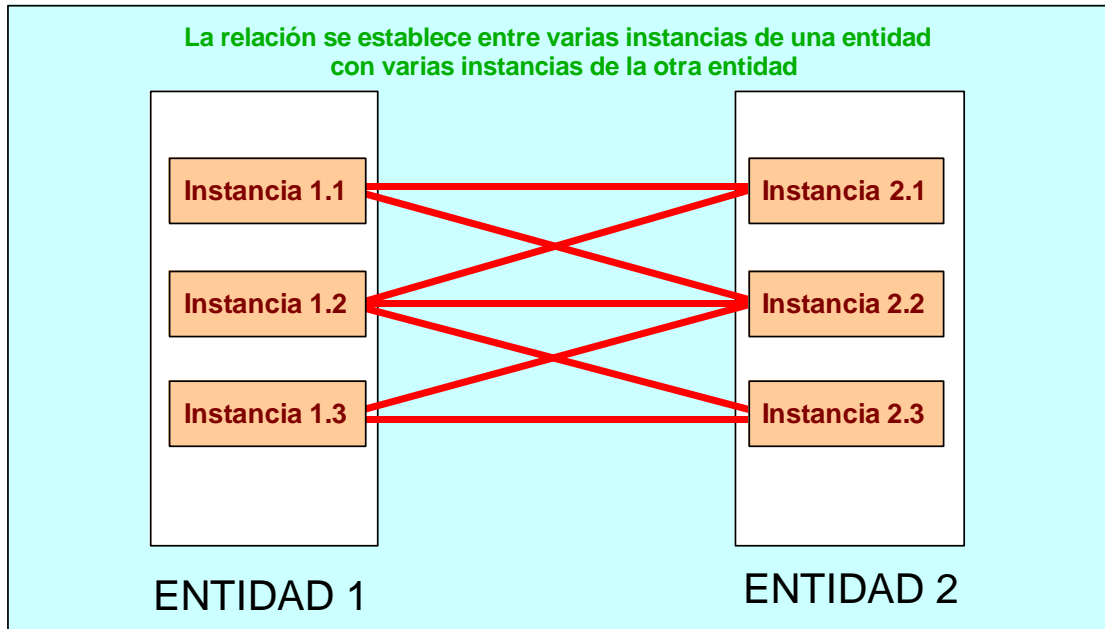 La relación se establece entre varias instancias de una entidad
con varias instancias de la otra entidad
Instancia 1.1
Instancia 2.1
Instancia 1.2
Instancia 2.2
Instancia 1.3
Instancia 2.3
ENTIDAD 1
ENTIDAD 2